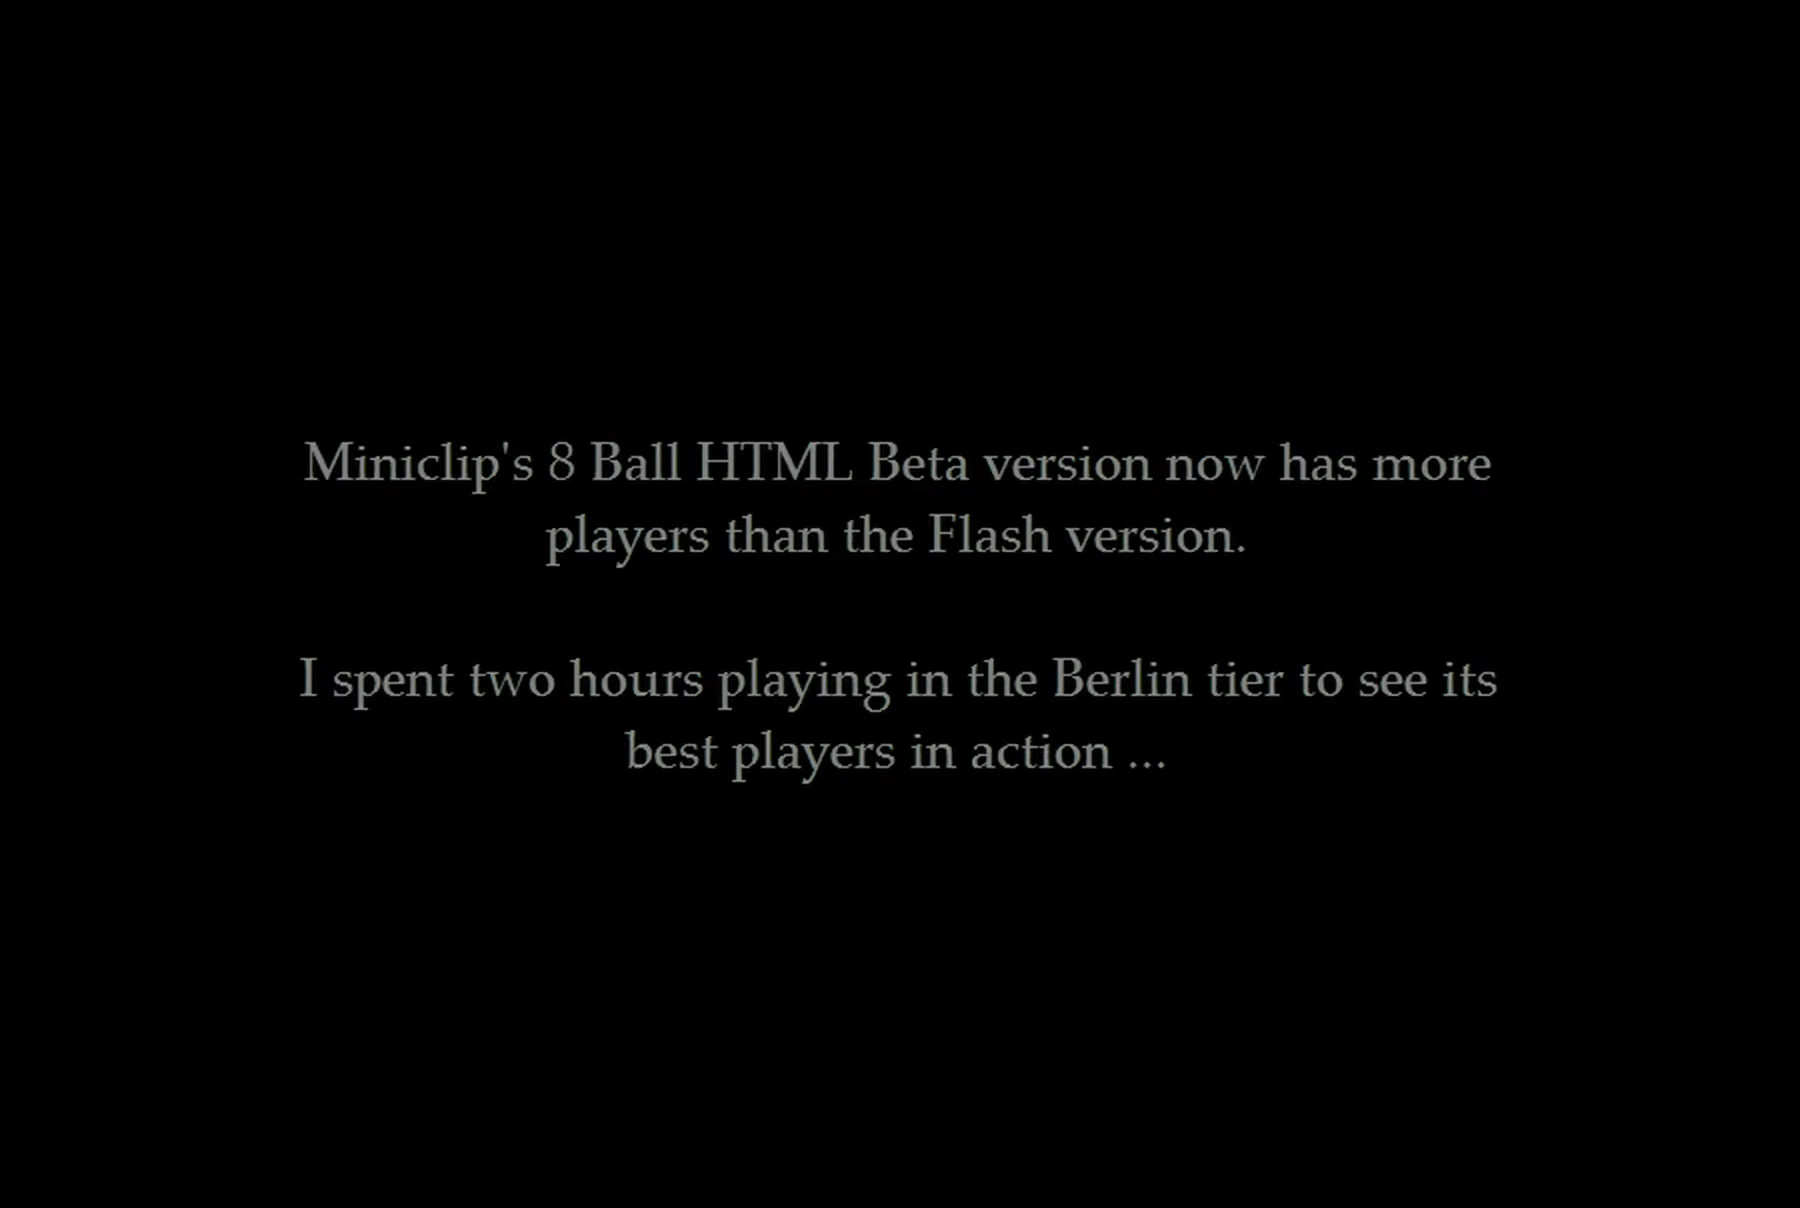 Miniclip's 8 Ball HTML Beta version now has more
players than the Flash version.
I spent two hours playing in the Berlin tier to see its
best players in action ...